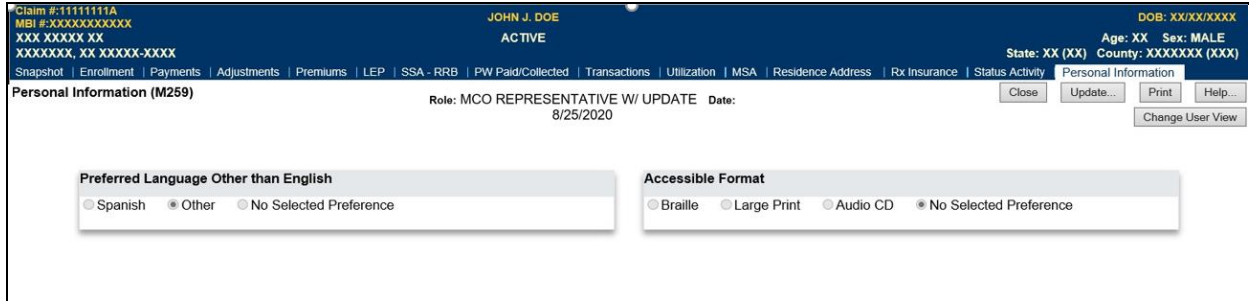 Claim #:11111111A
MBI #:XXXXXXXXXXX JOHN J. DOE DOB: XX/XX/XXXX
XXX XXXXX XX ACTIVE Age: XX Sex: MALE
XXXXXXX, XX XXXXX-XXXX State: XX (XX) County: XXXXXXX (XXX)
Snapshot | Enrollment | Payments | Adjustments | Premiums | LEP | SSA - RRB | PW Paid/Collected | Transactions | Utilization | MSA | Residence Address | Rx Insurance | Status Activity Personal Information
Personal Information (M259) Role: MCO REPRESENTATIVE W/ UPDATE Date: Close Update... Print Help...
8/25/2020
Change User View
Preferred Language Other than English Accessible Format
Spanish Other No Selected Preference Braille Large Print Audio CD No Selected Preference